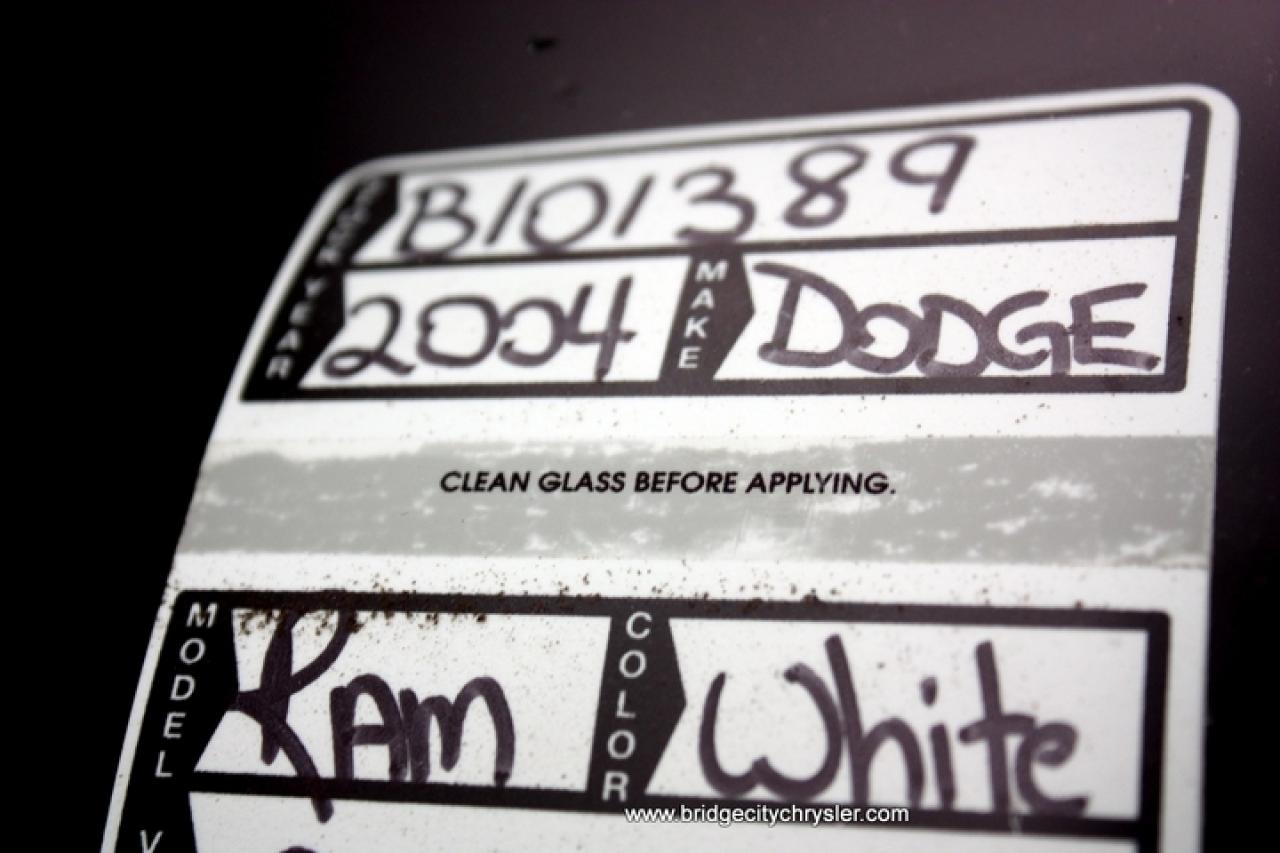 B101389
YEAR 2004 MAKE DODGE
CLEAN GLASS BEFORE APPLYING.
MODEL RAM COLOR White
V
www.bridgecitychrysler.com